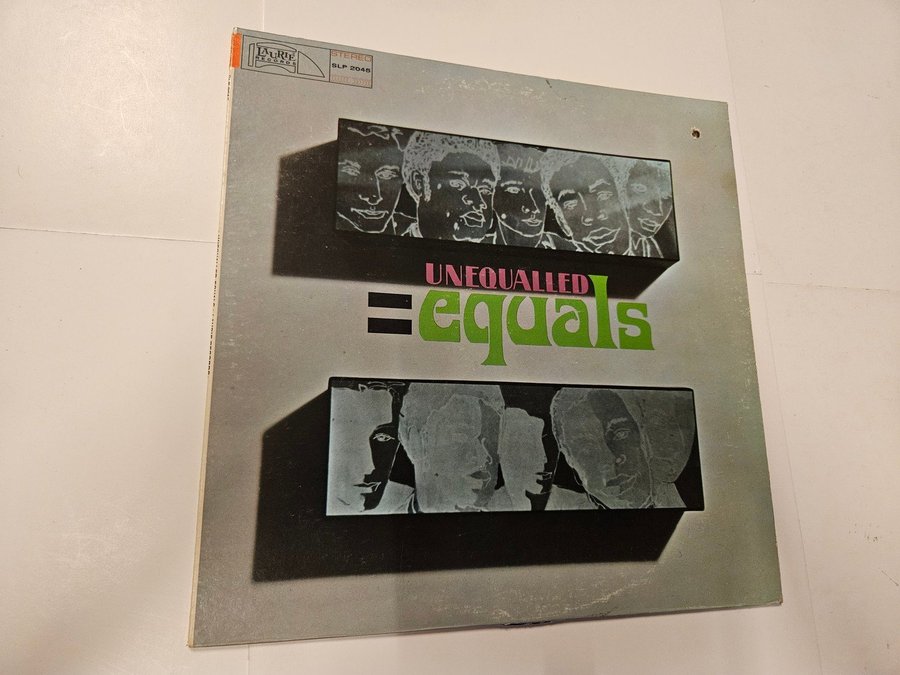 LAURIE
RECORDS
STEREO
SLP 2045
UNEQUALLED
=equals